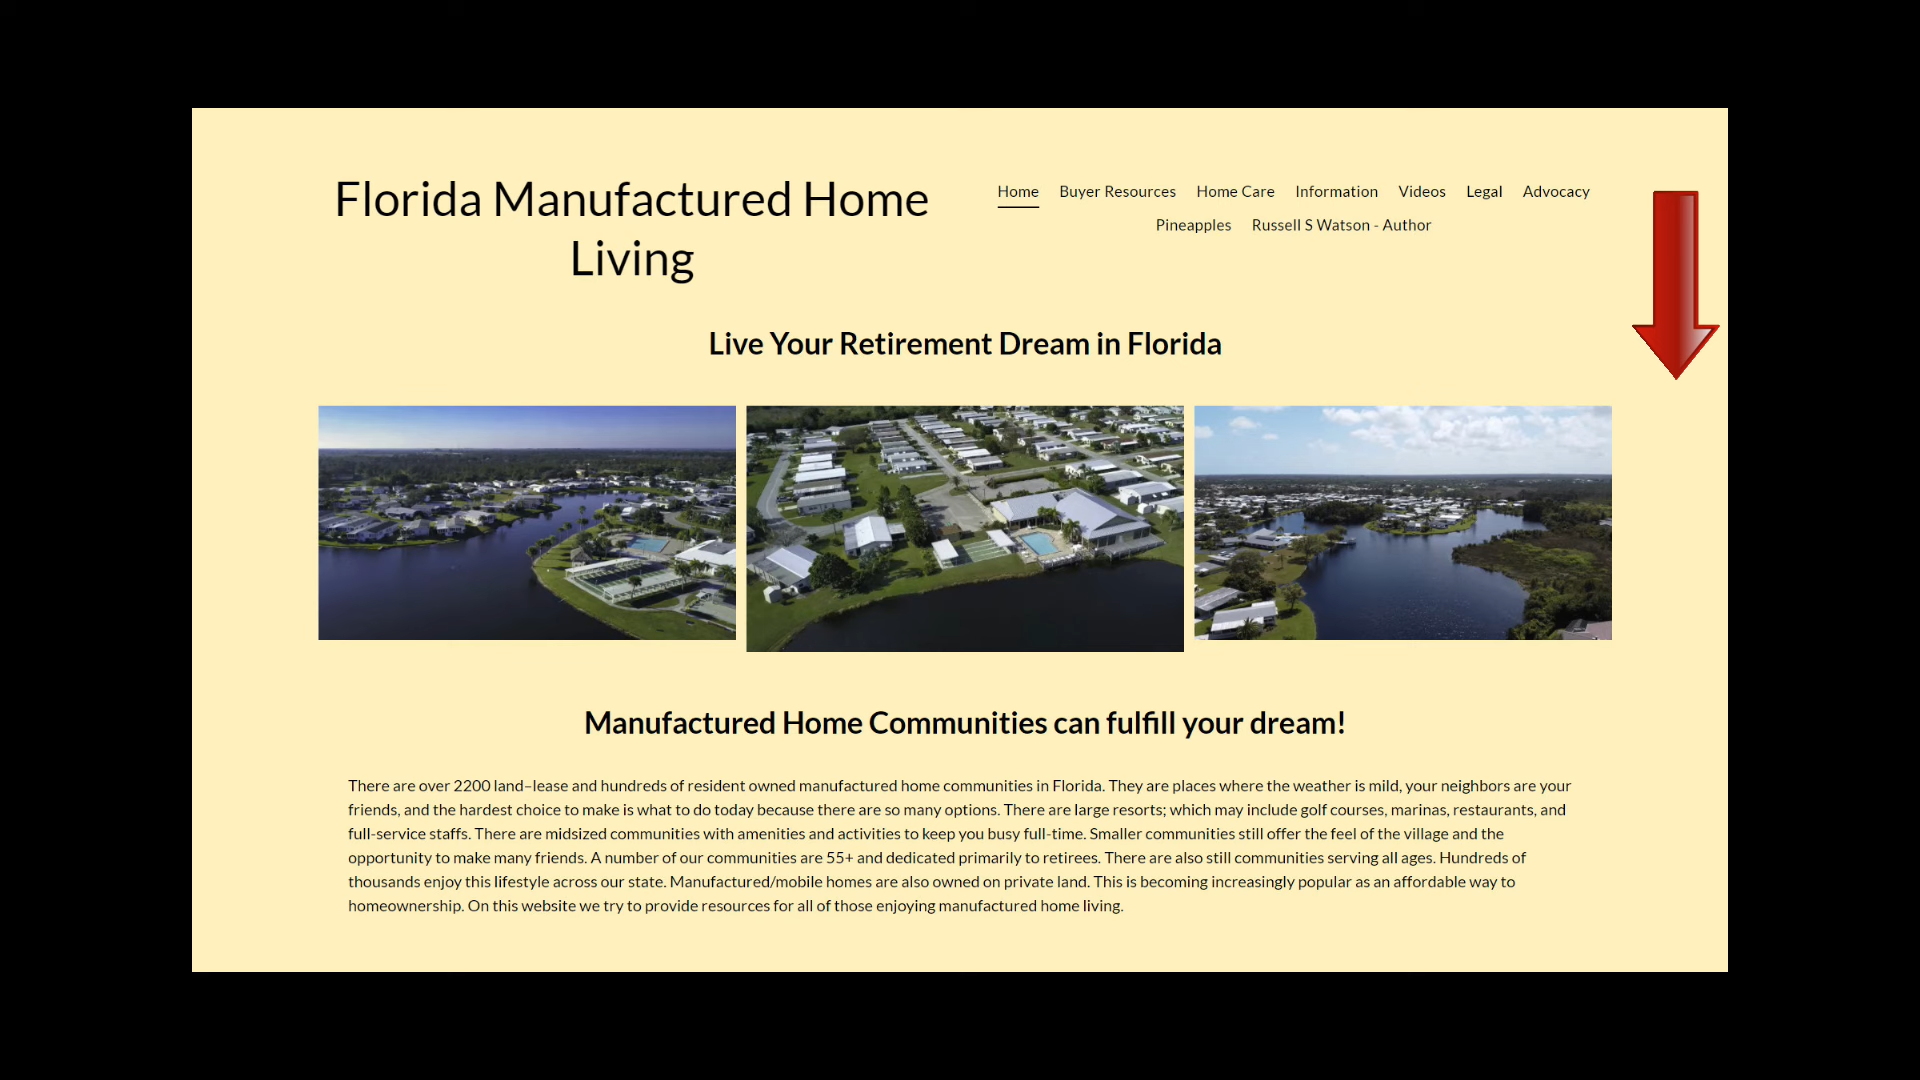 Florida Manufactured Home
Living
Home Buyer Resources Home Care Information Videos Legal Advocacy
Pineapples Russell S Watson - Author
Live Your Retirement Dream in Florida
Manufactured Home Communities can fulfill your dream!
There are over 2200 land–lease and hundreds of resident owned manufactured home communities in Florida. They are places where the weather is mild, your neighbors are your
friends, and the hardest choice to make is what to do today because there are so many options. There are large resorts; which may include golf courses, marinas, restaurants, and
full-service staffs. There are midsized communities with amenities and activities to keep you busy full-time. Smaller communities still offer the feel of the village and the
opportunity to make many friends. A number of our communities are 55+ and dedicated primarily to retirees. There are also still communities serving all ages. Hundreds of
thousands enjoy this lifestyle across our state. Manufactured/mobile homes are also owned on private land. This is becoming increasingly popular as an affordable way to
homeownership. On this website we try to provide resources for all of those enjoying manufactured home living.